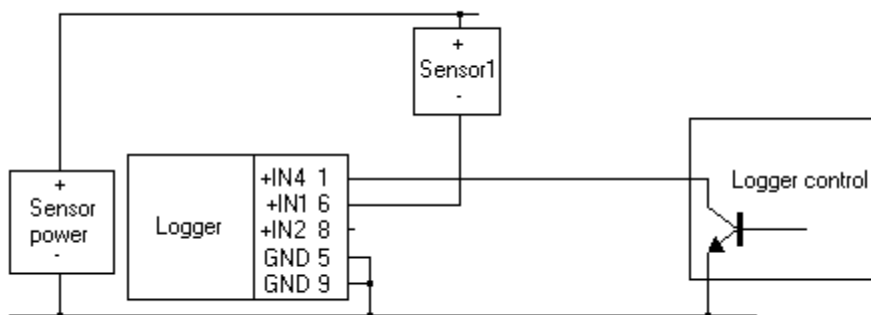 +
Sensor1
-
+
Sensor
power
-
Logger
+IN4 1
+IN1 6
+IN2 8
GND 5
GND 9
Logger control